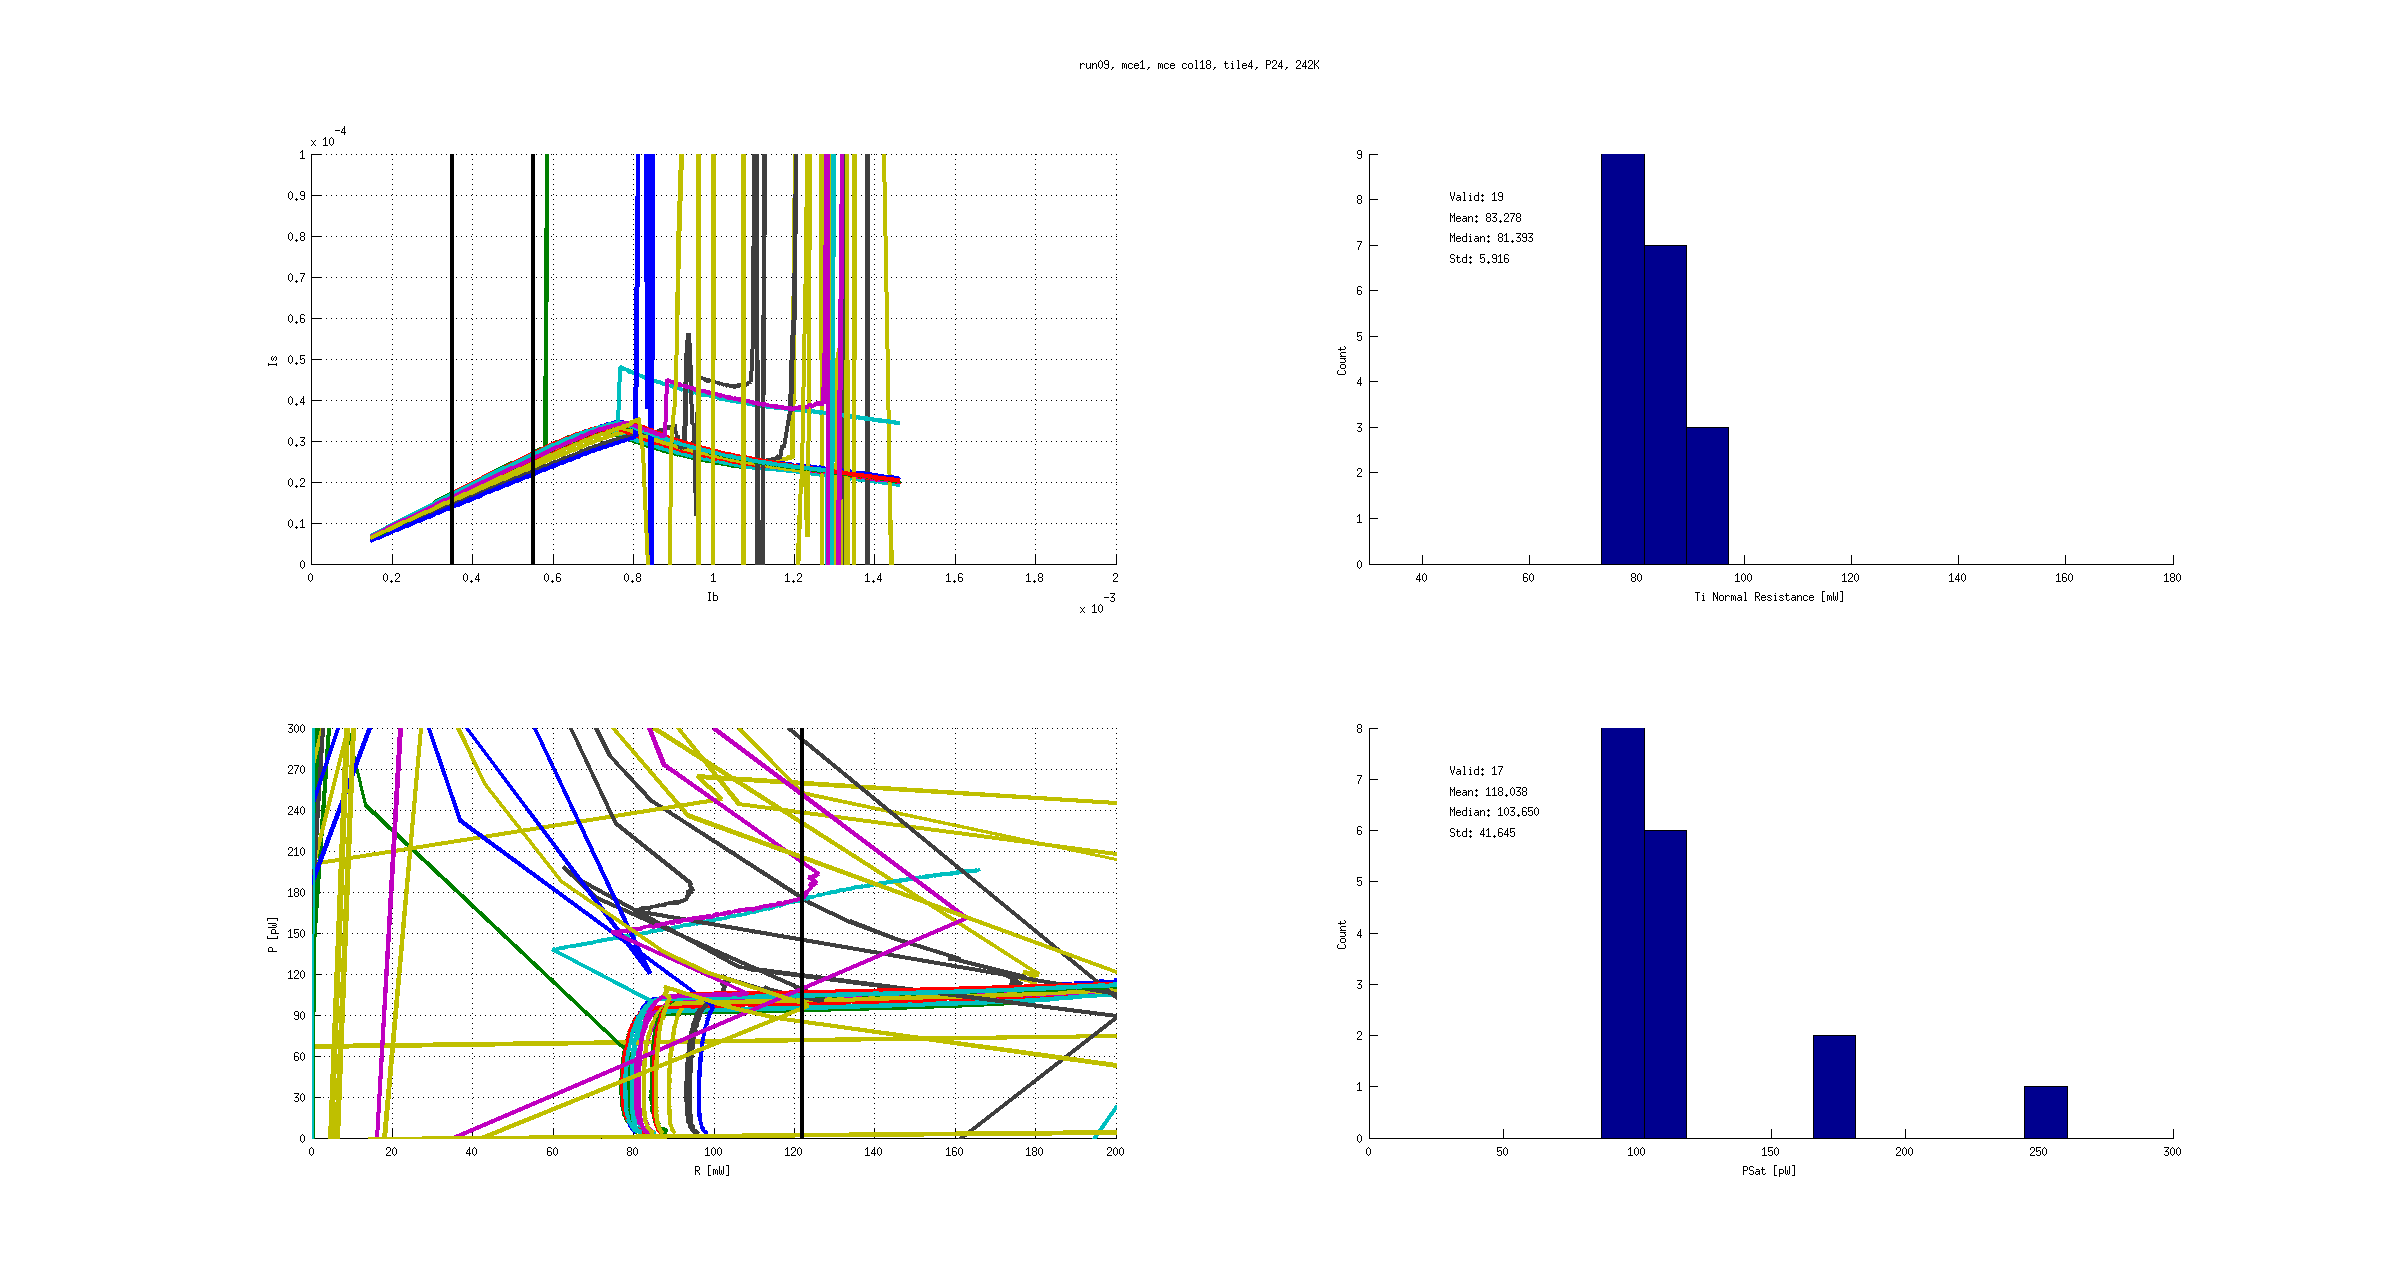 run09, mce1, mce col18, tile4, P24, 242K
x 10^-4
1
0.9
0.8
0.7
0.6
0.5
0.4
0.3
0.2
0.1
0
Is
0 0.2 0.4 0.6 0.8 1 1.2 1.4 1.6 1.8 2
Ib
x 10^-3
9
8
7
6
5
4
3
2
1
0
Count
Valid: 19
Mean: 83.278
Median: 81.393
Std: 5.916
40 60 80 100 120 140 160 180
Ti Normal Resistance [mW]
300
270
240
210
180
150
120
90
60
30
0
P [pW]
0 20 40 60 80 100 120 140 160 180 200
R [mW]
8
7
6
5
4
3
2
1
0
Count
Valid: 17
Mean: 118.038
Median: 103.650
Std: 41.645
0 50 100 150 200 250 300
PSat [pW]